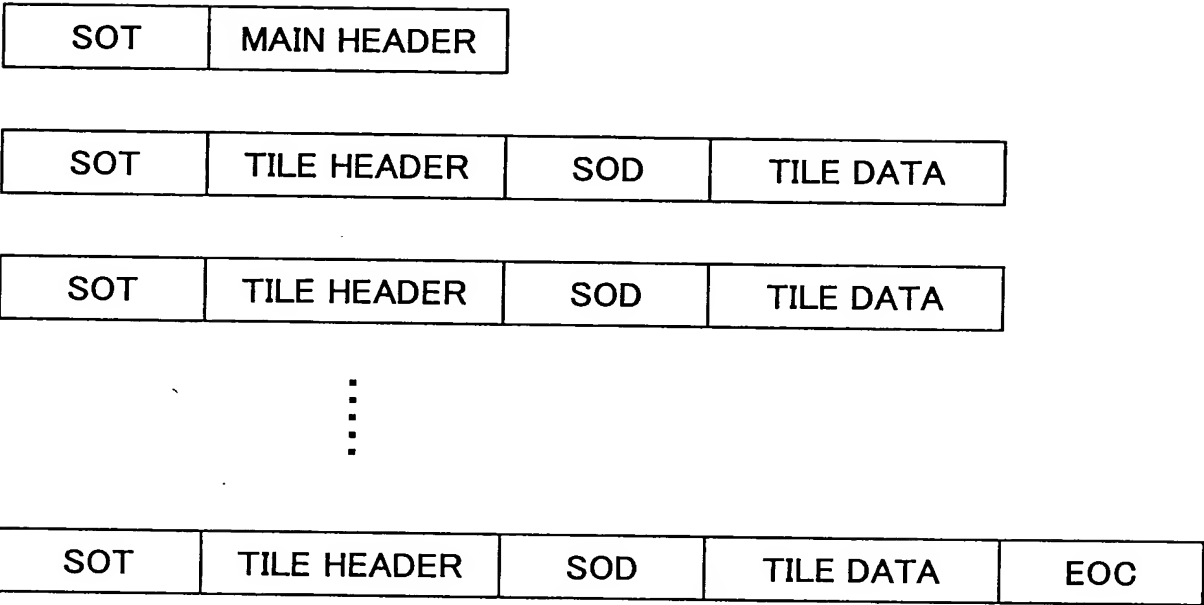 SOT MAIN HEADER
SOT TILE HEADER SOD TILE DATA
SOT TILE HEADER SOD TILE DATA
SOT TILE HEADER SOD TILE DATA EOC